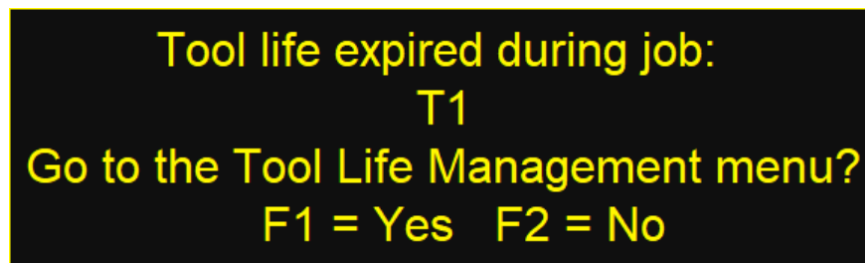 Tool life expired during job:
T1
Go to the Tool Life Management menu?
F1 = Yes F2 = No